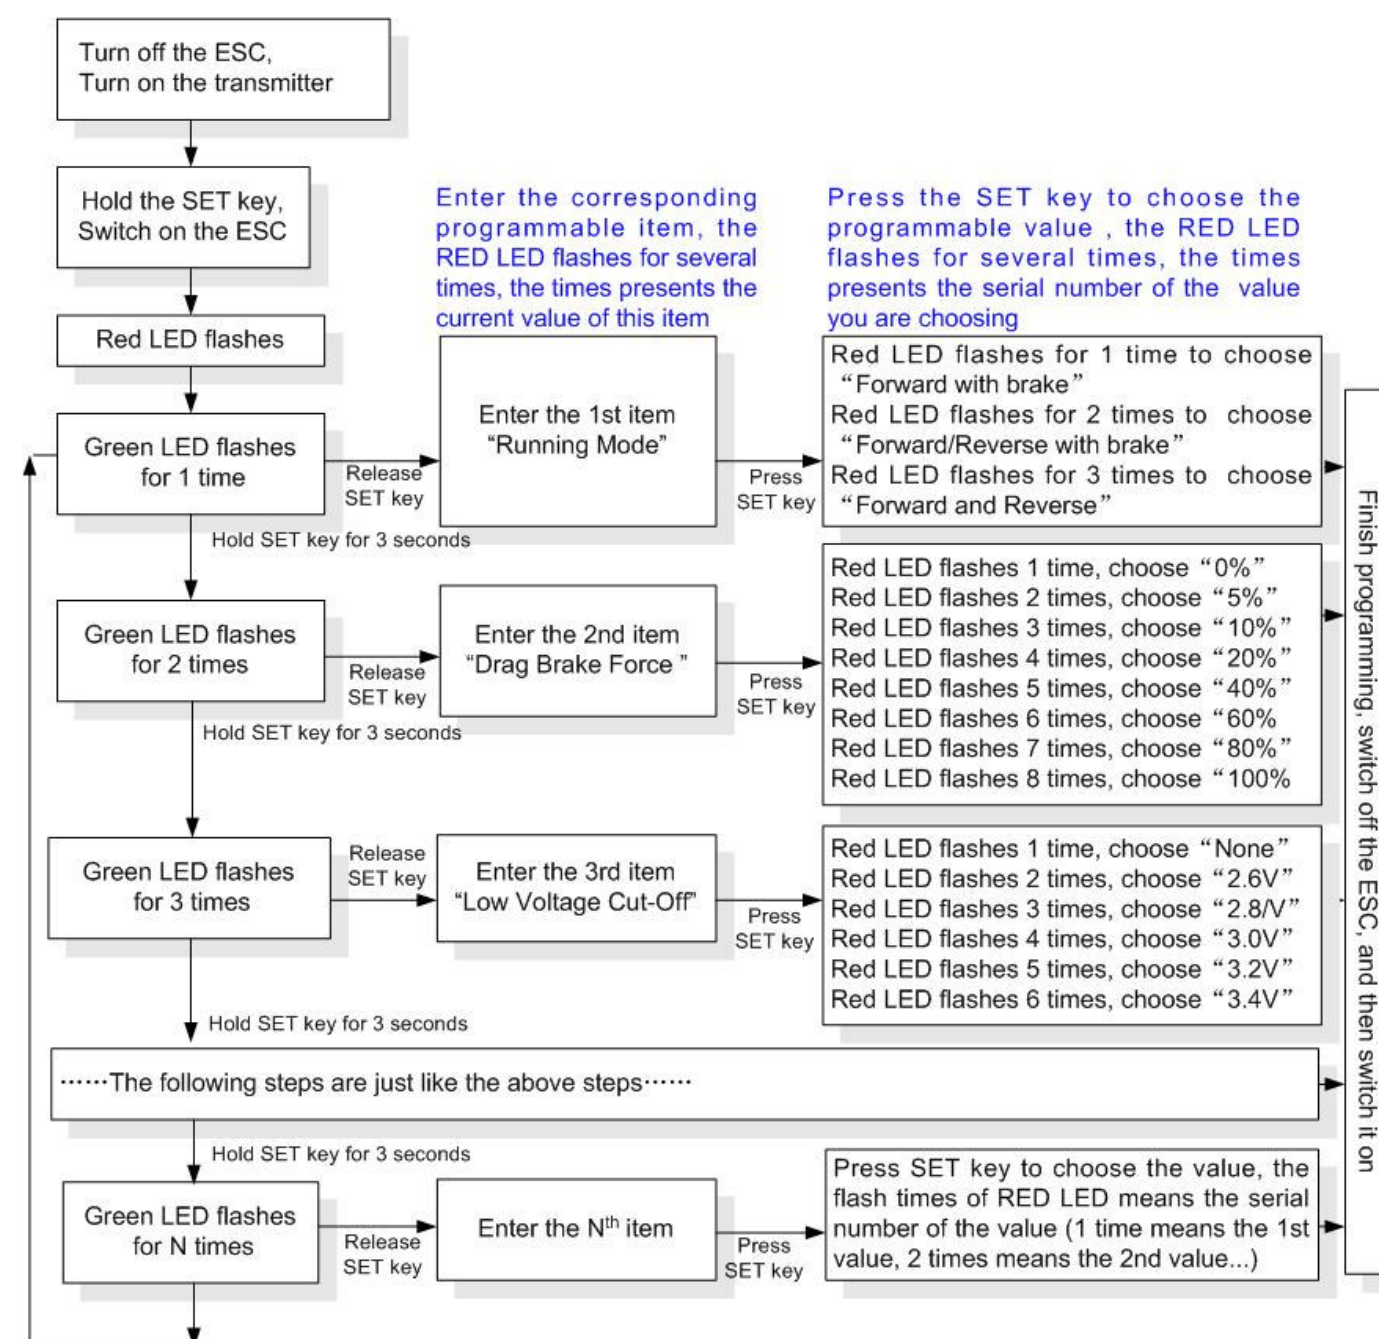 Turn off the ESC,
Turn on the transmitter
Hold the SET key,
Switch on the ESC
Red LED flashes
Enter the corresponding
programmable item, the
RED LED flashes for several
times, the times presents the
current value of this item
Press the SET key to choose the
programmable value , the RED LED
flashes for several times, the times
presents the serial number of the value
you are choosing
Green LED flashes
for 1 time
Release
SET key
Enter the 1st item
“Running Mode”
Press
SET key
Red LED flashes for 1 time to choose
“Forward with brake”
Red LED flashes for 2 times to choose
“Forward/Reverse with brake”
Red LED flashes for 3 times to choose
“Forward and Reverse”
Hold SET key for 3 seconds
Green LED flashes
for 2 times
Release
SET key
Enter the 2nd item
“Drag Brake Force ”
Press
SET key
Red LED flashes 1 time, choose “0%”
Red LED flashes 2 times, choose “5%”
Red LED flashes 3 times, choose “10%”
Red LED flashes 4 times, choose “20%”
Red LED flashes 5 times, choose “40%”
Red LED flashes 6 times, choose “60%
Red LED flashes 7 times, choose “80%”
Red LED flashes 8 times, choose “100%
Hold SET key for 3 seconds
Green LED flashes
for 3 times
Release
SET key
Enter the 3rd item
“Low Voltage Cut-Off”
Press
SET key
Red LED flashes 1 time, choose “None”
Red LED flashes 2 times, choose “2.6V”
Red LED flashes 3 times, choose “2.8/V”
Red LED flashes 4 times, choose “3.0V”
Red LED flashes 5 times, choose “3.2V”
Red LED flashes 6 times, choose “3.4V”
Hold SET key for 3 seconds
······The following steps are just like the above steps······
Hold SET key for 3 seconds
Green LED flashes
for N times
Release
SET key
Enter the Nth item
Press
SET key
Press SET key to choose the value, the
flash times of RED LED means the serial
number of the value (1 time means the 1st
value, 2 times means the 2nd value...)
Finish programming, switch off the ESC, and then switch it on